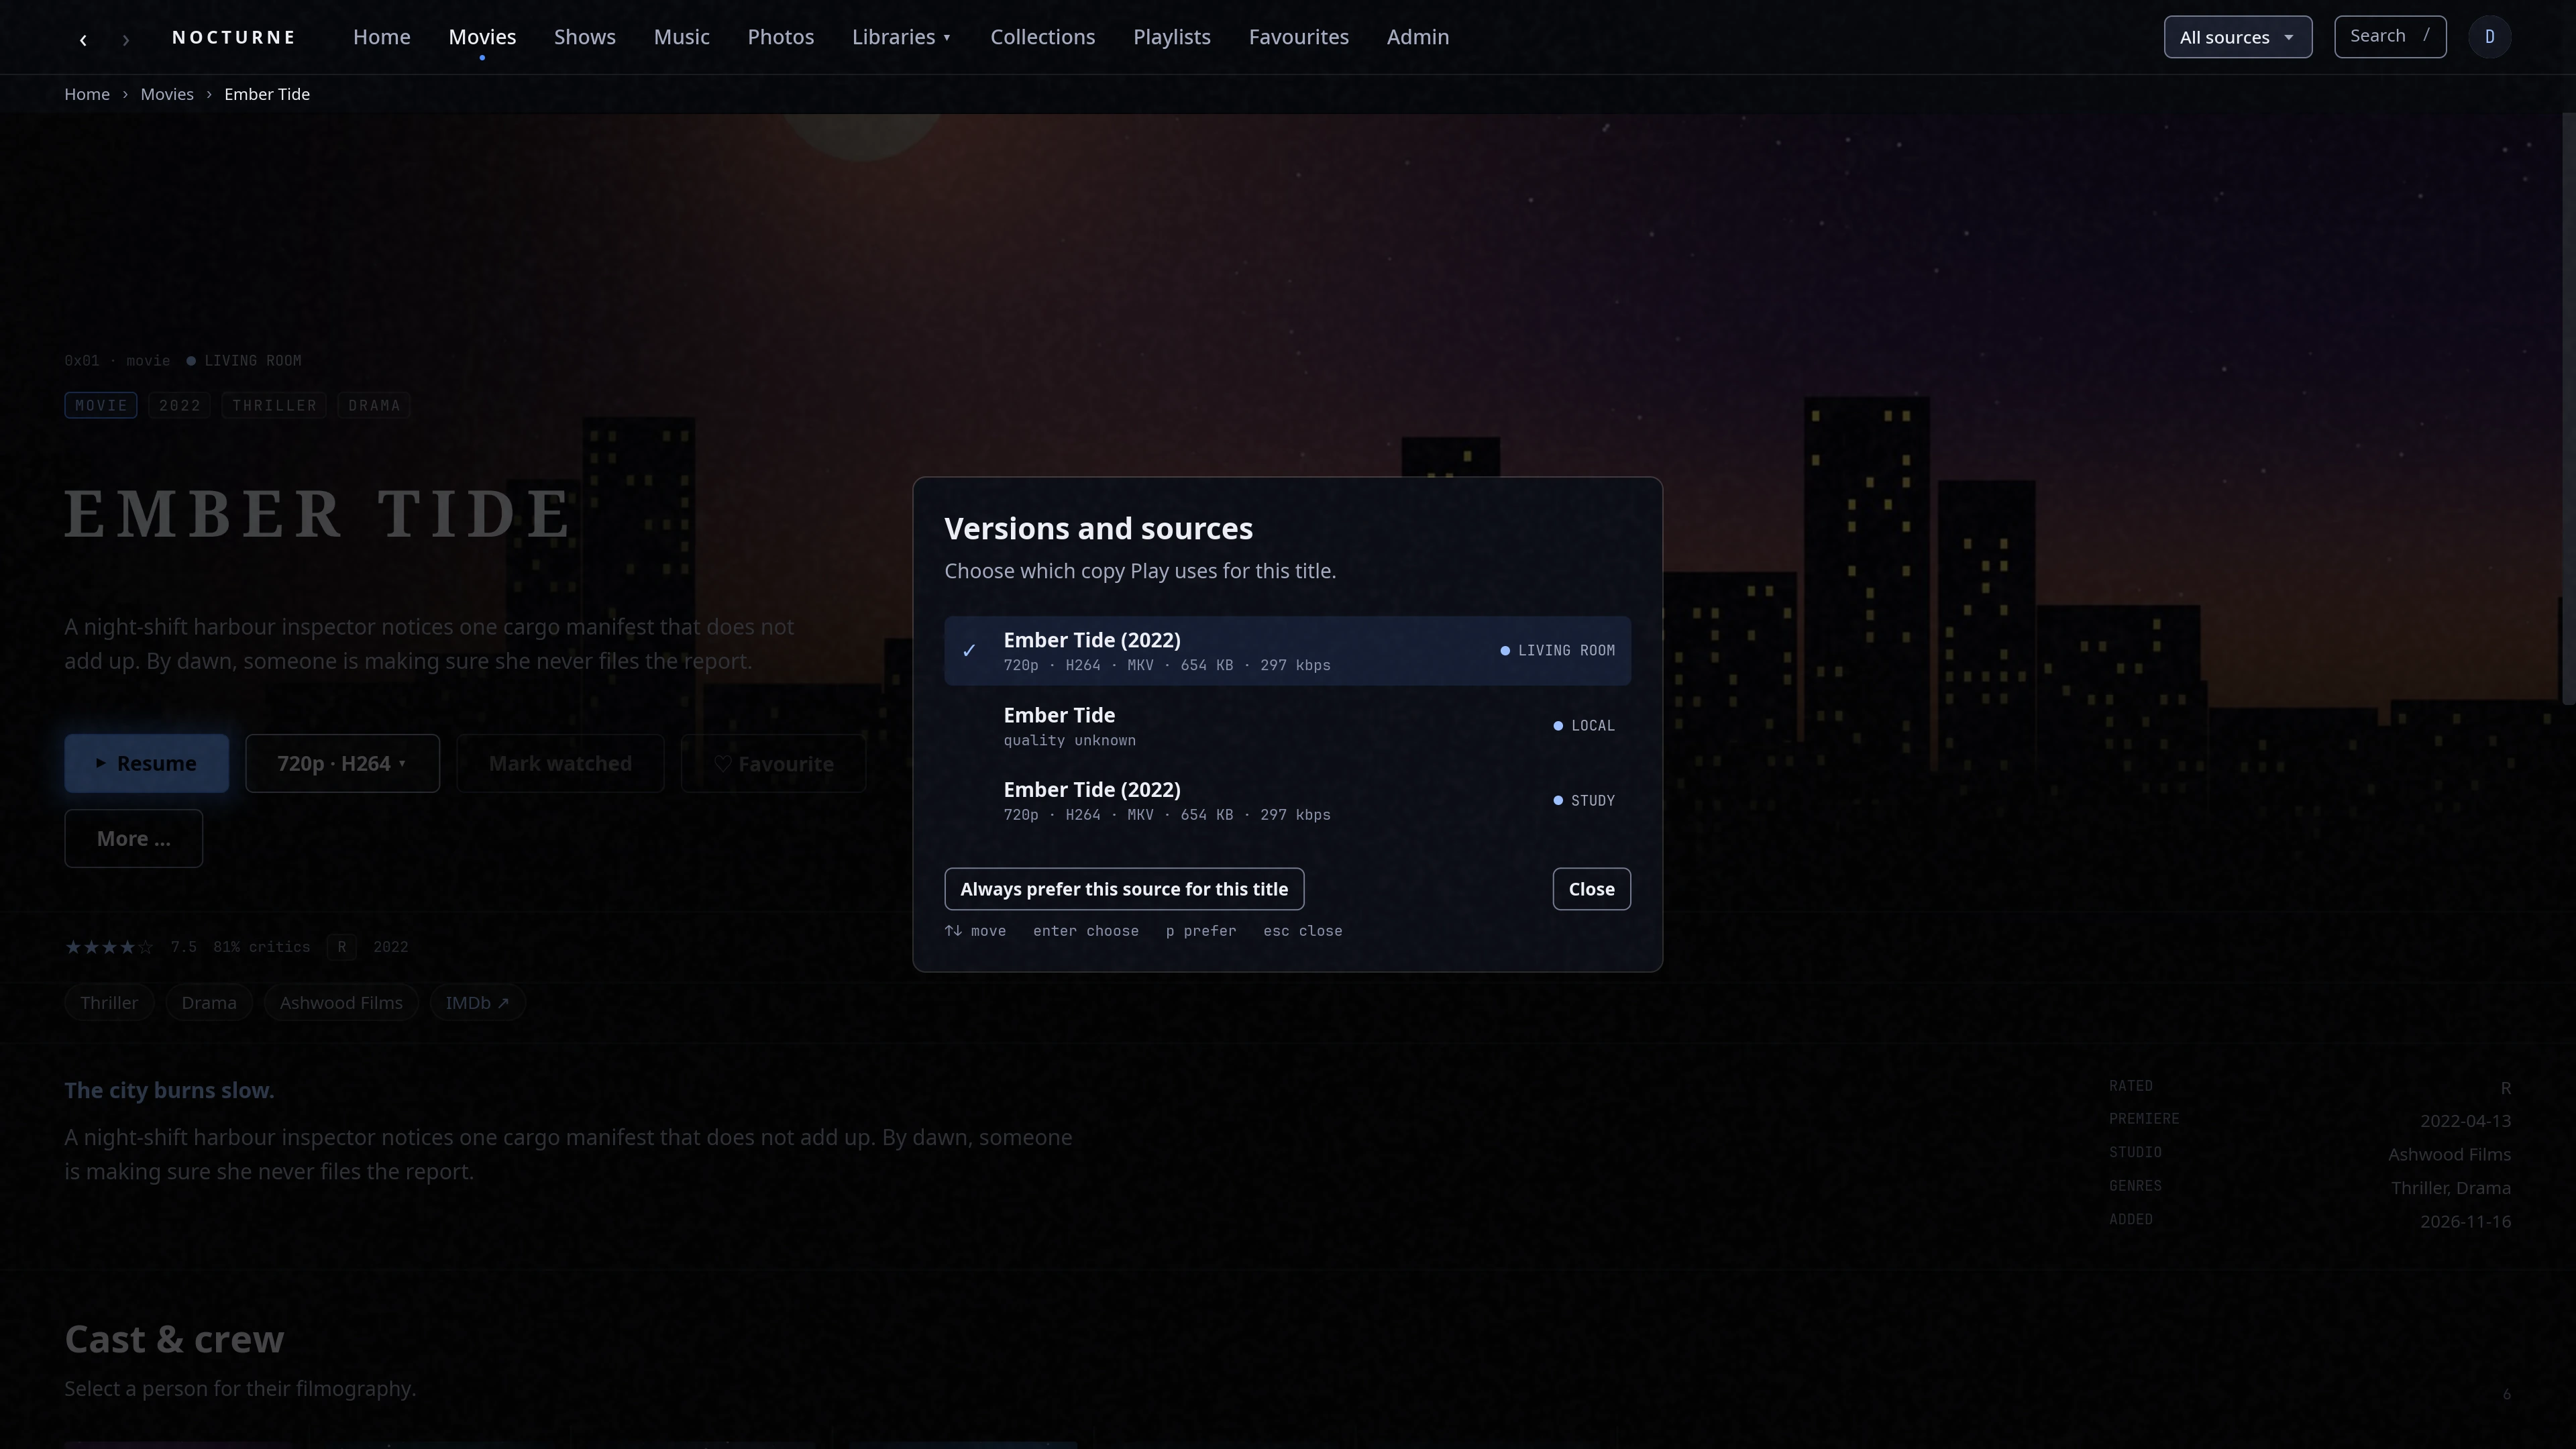 ‹ › NOCTURNE Home Movies Shows Music Photos Libraries ▾ Collections Playlists Favourites Admin All sources Search / D
Home › Movies › Ember Tide
0x01 · movie ● LIVING ROOM
MOVIE 2022 THRILLER DRAMA
EMBER TIDE
A night-shift harbour inspector notices one cargo manifest that does not
add up. By dawn, someone is making sure she never files the report.
▶ Resume 720p · H264 ▾ Mark watched ♡ Favourite
More ...
Versions and sources
Choose which copy Play uses for this title.
✓ Ember Tide (2022)
720p · H264 · MKV · 654 KB · 297 kbps
● LIVING ROOM
Ember Tide
quality unknown
● LOCAL
Ember Tide (2022)
720p · H264 · MKV · 654 KB · 297 kbps
● STUDY
Always prefer this source for this title Close
↑↓ move enter choose p prefer esc close
★★★★☆ 7.5 81% critics R 2022
Thriller Drama Ashwood Films IMDb ↗
The city burns slow.
A night-shift harbour inspector notices one cargo manifest that does not add up. By dawn, someone
is making sure she never files the report.
RATED R
PREMIERE 2022-04-13
STUDIO Ashwood Films
GENRES Thriller, Drama
ADDED 2026-11-16
Cast & crew
Select a person for their filmography.
6